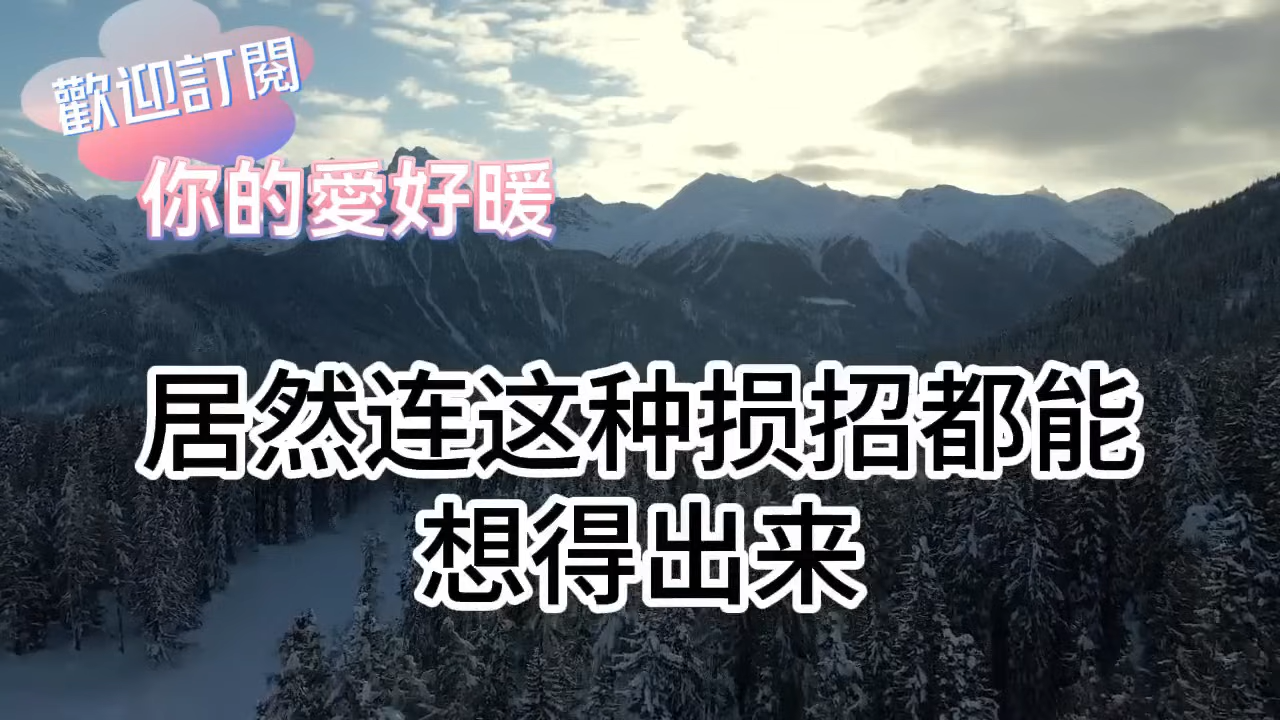 歡迎訂閱
你的愛好暖
居然连这种损招都能
想得出来